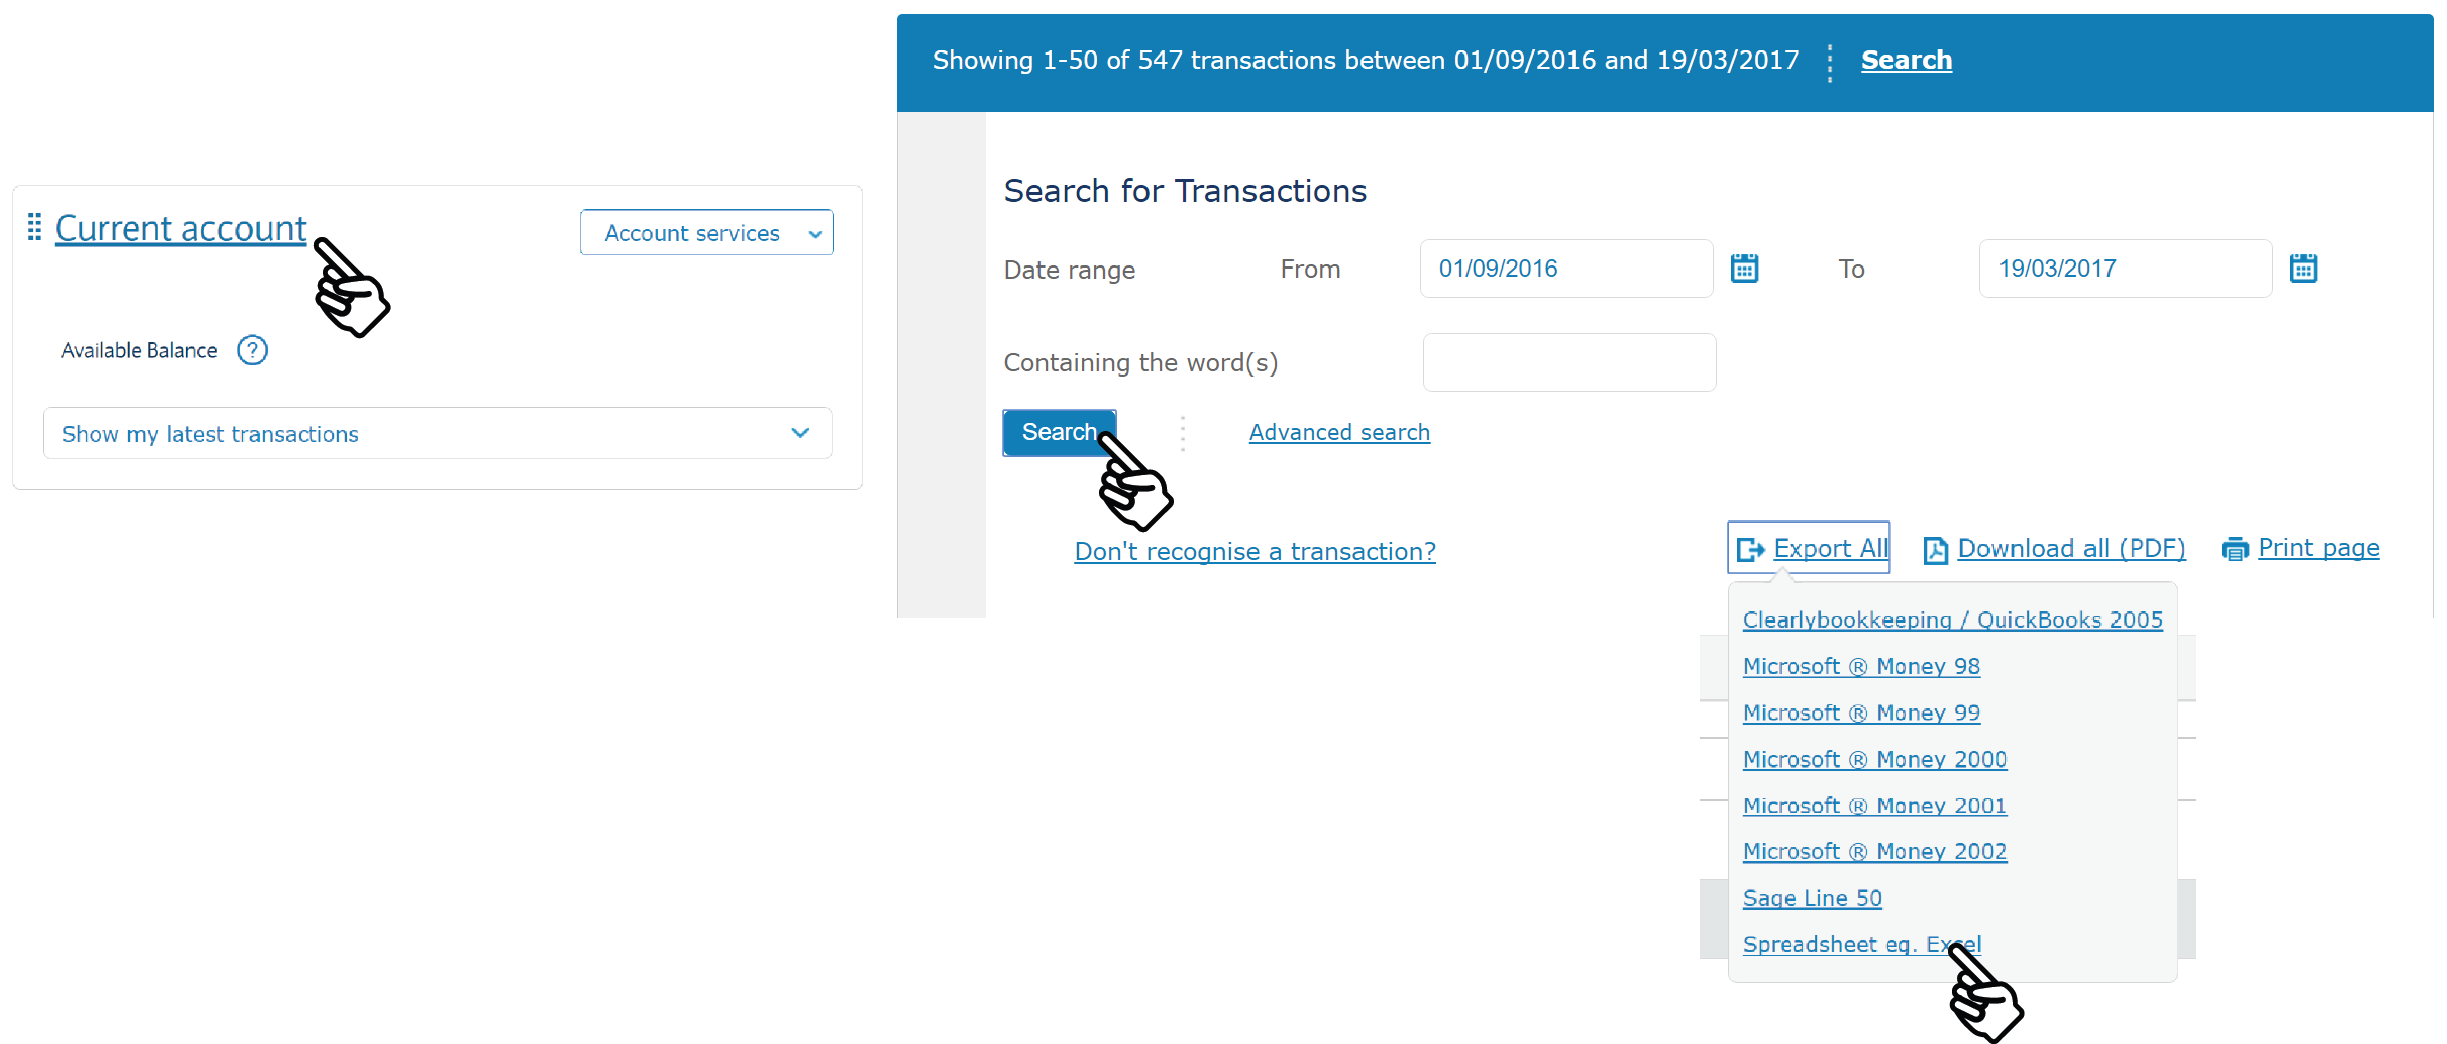 Current account
Account services
Available Balance ?
Show my latest transactions
Showing 1-50 of 547 transactions between 01/09/2016 and 19/03/2017 Search
Search for Transactions
Date range From 01/09/2016 To 19/03/2017
Containing the word(s)
Search Advanced search
Don't recognise a transaction?
Export All Download all (PDF) Print page
Clearlybookkeeping / QuickBooks 2005
Microsoft ® Money 98
Microsoft ® Money 99
Microsoft ® Money 2000
Microsoft ® Money 2001
Microsoft ® Money 2002
Sage Line 50
Spreadsheet eg. Excel